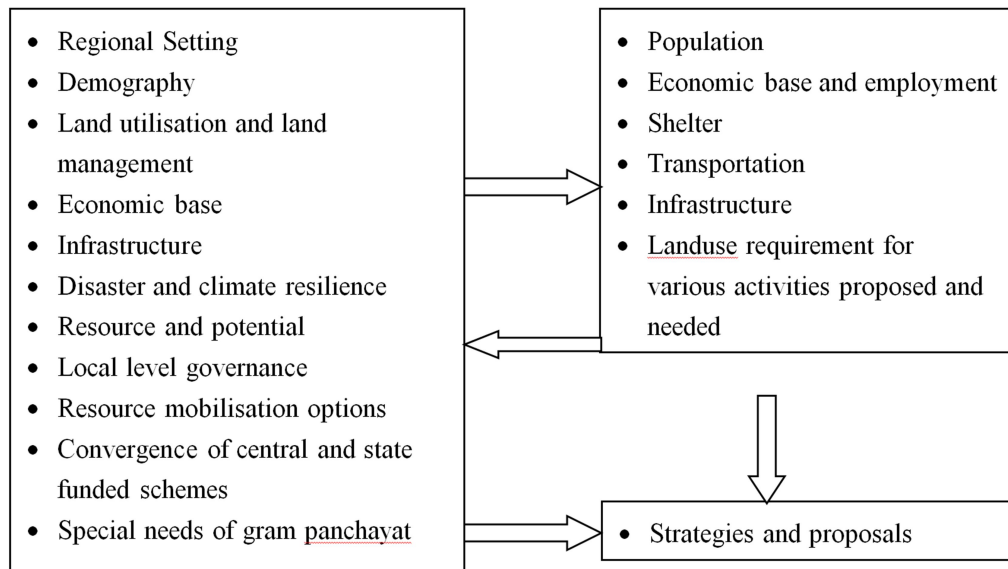 • Regional Setting
• Demography
• Land utilisation and land
management
• Economic base
• Infrastructure
• Disaster and climate resilience
• Resource and potential
• Local level governance
• Resource mobilisation options
• Convergence of central and state
funded schemes
• Special needs of gram panchayat
• Population
• Economic base and employment
• Shelter
• Transportation
• Infrastructure
• Landuse requirement for
various activities proposed and
needed
• Strategies and proposals